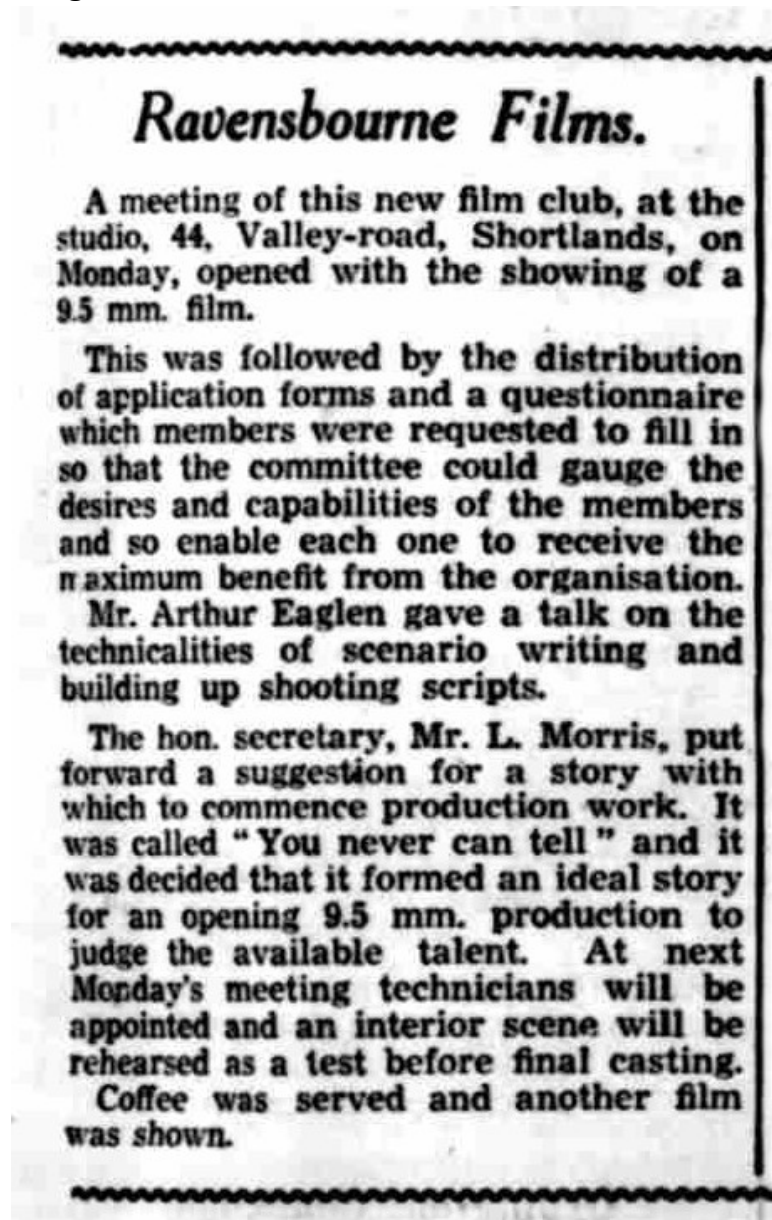 Ravensbourne Films.
A meeting of this new film club, at the
studio, 44, Valley-road, Shortlands, on
Monday, opened with the showing of a
9.5 mm. film.
This was followed by the distribution
of application forms and a questionnaire
which members were requested to fill in
so that the committee could gauge the
desires and capabilities of the members
and so enable each one to receive the
maximum benefit from the organisation.
Mr. Arthur Eaglen gave a talk on the
technicalities of scenario writing and
building up shooting scripts.
The hon. secretary, Mr. L. Morris, put
forward a suggestion for a story with
which to commence production work. It
was called "You never can tell" and it
was decided that it formed an ideal story
for an opening 9.5 mm. production to
judge the available talent. At next
Monday's meeting technicians will be
appointed and an interior scene will be
rehearsed as a test before final casting.
Coffee was served and another film
was shown.